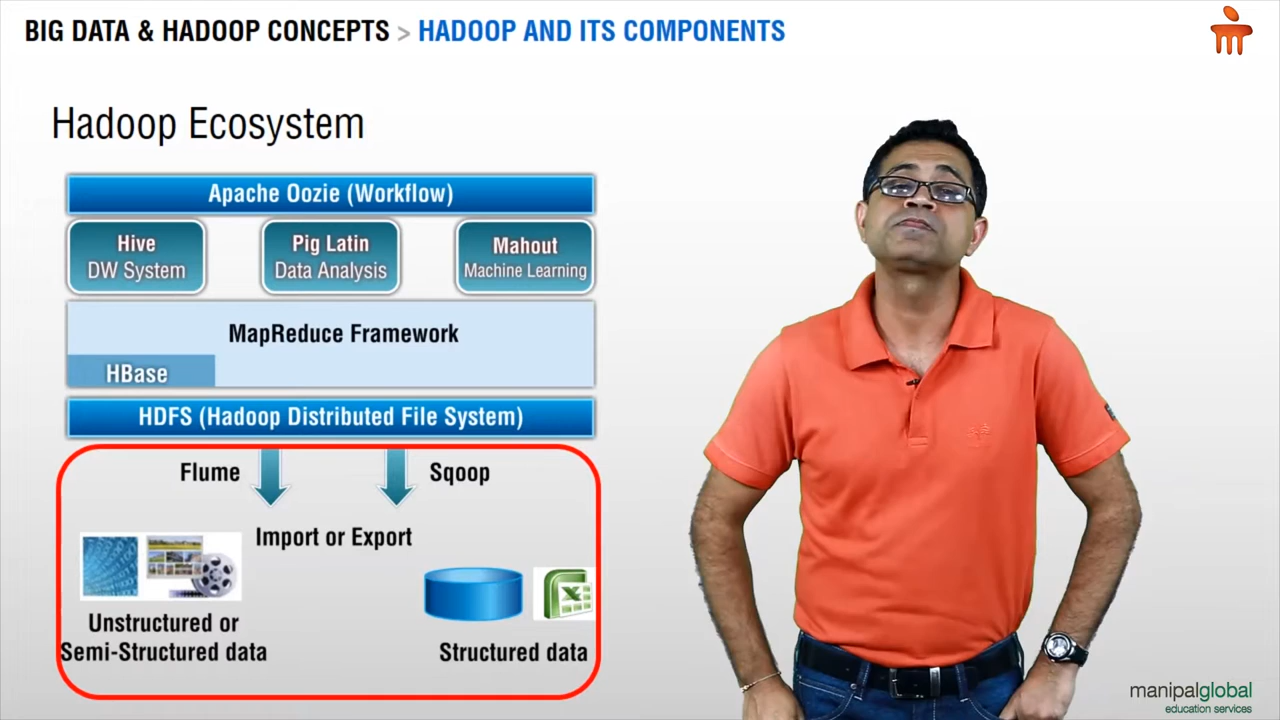 BIG DATA & HADOOP CONCEPTS > HADOOP AND ITS COMPONENTS
Hadoop Ecosystem
Apache Oozie (Workflow)
Hive
DW System
Pig Latin
Data Analysis
Mahout
Machine Learning
MapReduce Framework
HBase
HDFS (Hadoop Distributed File System)
Flume
Sqoop
Import or Export
Unstructured or
Semi-Structured data
Structured data
manipalglobal
education services